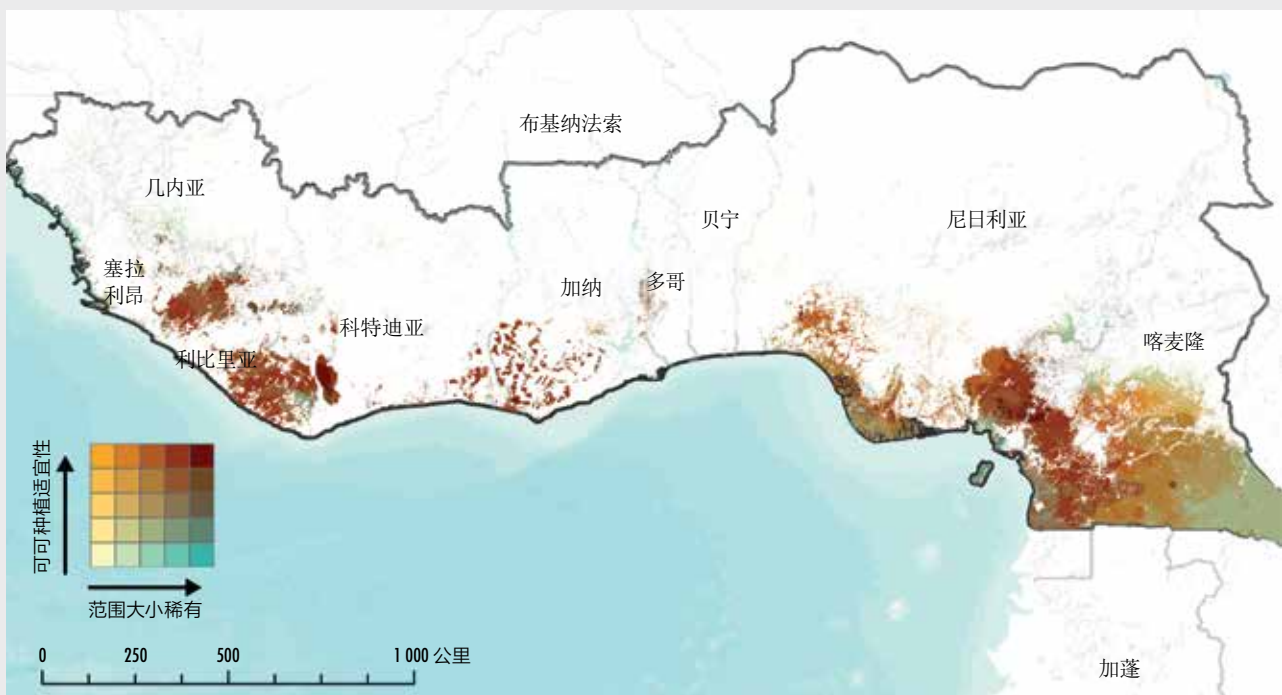 布基纳法索
几内亚
贝宁
尼日利亚
塞拉
利昂
加纳
多哥
科特迪亚
喀麦隆
利比里亚
可可种植适宜性
范围大小稀有
0 250 500 1 000 公里
加蓬